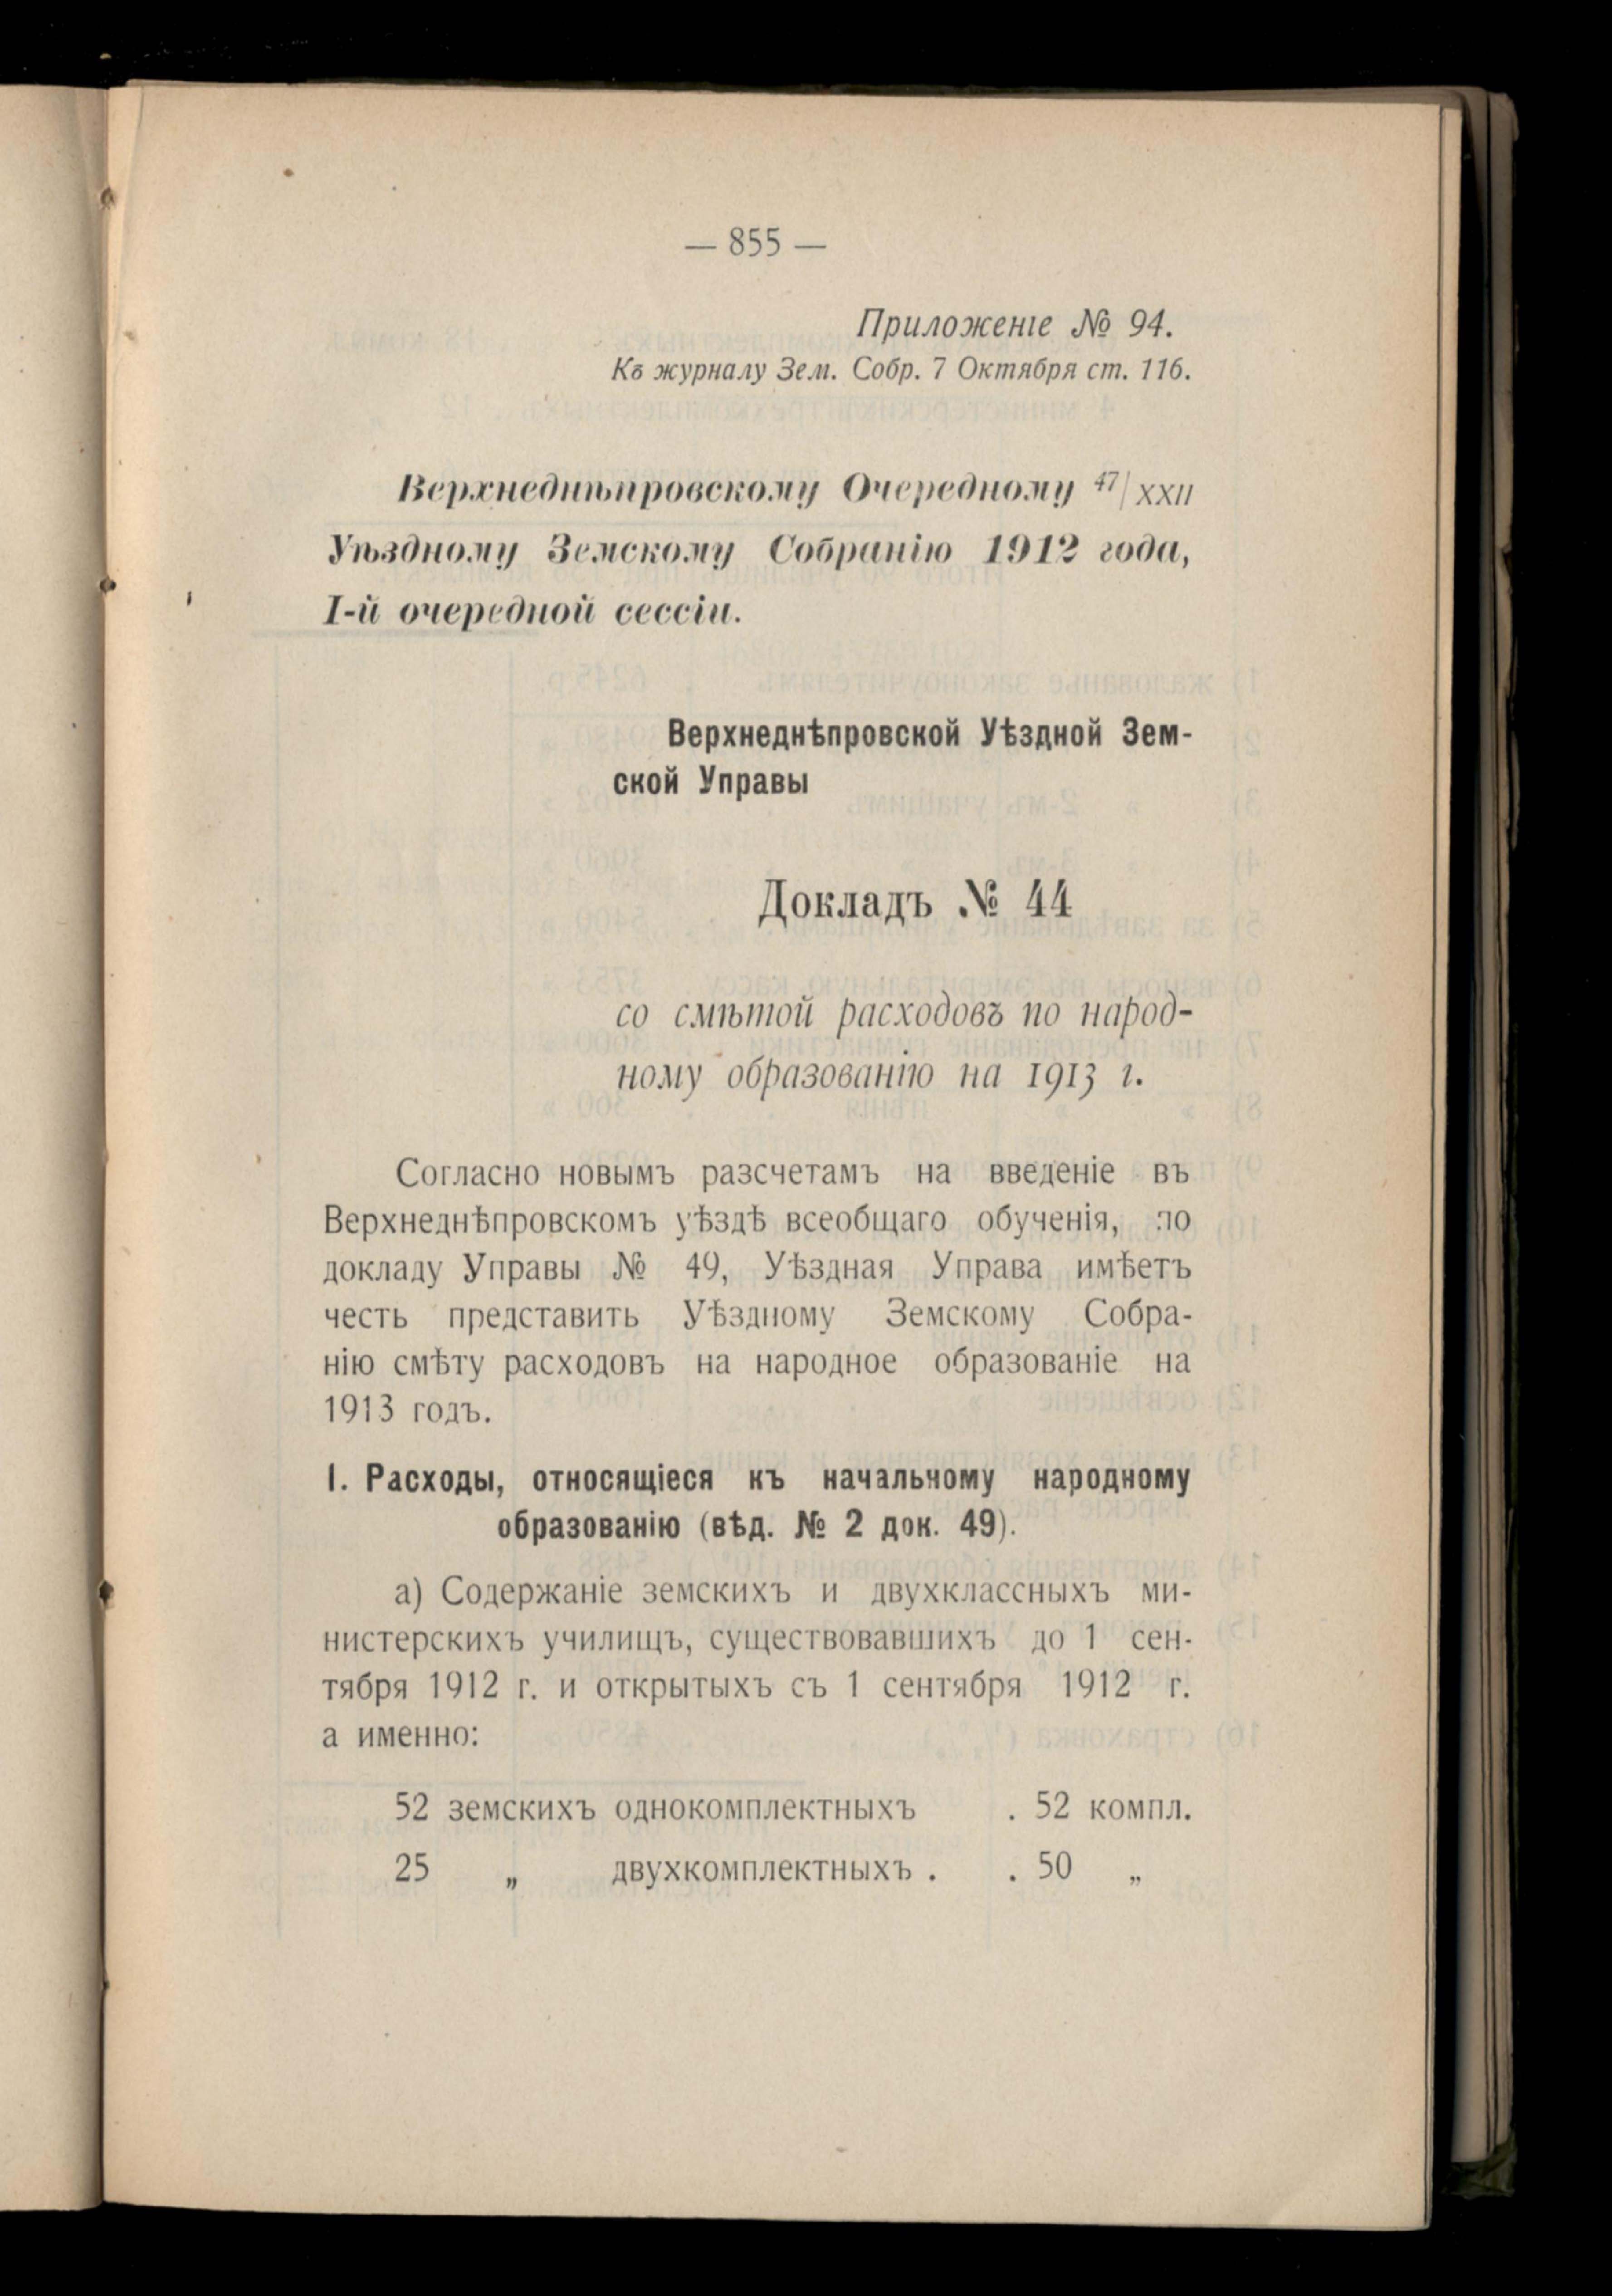 — 855 —
Приложеніе № 94.
Къ журналу Зем. Собр. 7 Октября ст. 116.
Верхнеднѣпровскому Очередному 47/XXII
Уѣздному Земскому Собранію 1912 года,
I-й очередной сессіи.
Верхнеднѣпровской Уѣздной Зем-
ской Управы
Докладъ № 44
со смѣтой расходовъ по народ-
ному образованію на 1913 г.
Согласно новымъ разсчетамъ на введеніе въ
Верхнеднѣпровскомъ уѣздѣ всеобщаго обученія, по
докладу Управы № 49, Уѣздная Управа имѣетъ
честь представить Уѣздному Земскому Собра-
нію смѣту расходовъ на народное образованіе на
1913 годъ.
I. Расходы, относящіеся къ начальному народному
образованію (вѣд. № 2 док. 49).
а) Содержаніе земскихъ и двухклассныхъ ми-
нистерскихъ училищъ, существовавшихъ до 1 сен-
тября 1912 г. и открытыхъ съ 1 сентября 1912 г.
а именно:
52 земскихъ однокомплектныхъ . 52 компл.
25 „ двухкомплектныхъ . . 50 „